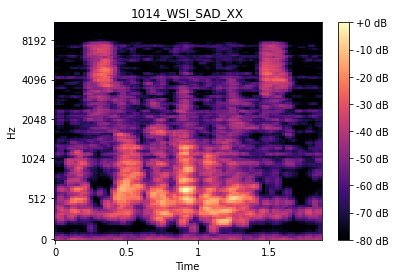 1014_WSI_SAD_XX
Hz
8192
4096
2048
1024
512
0
0
0.5
1
1.5
Time
+0 dB
-10 dB
-20 dB
-30 dB
-40 dB
-50 dB
-60 dB
-70 dB
-80 dB